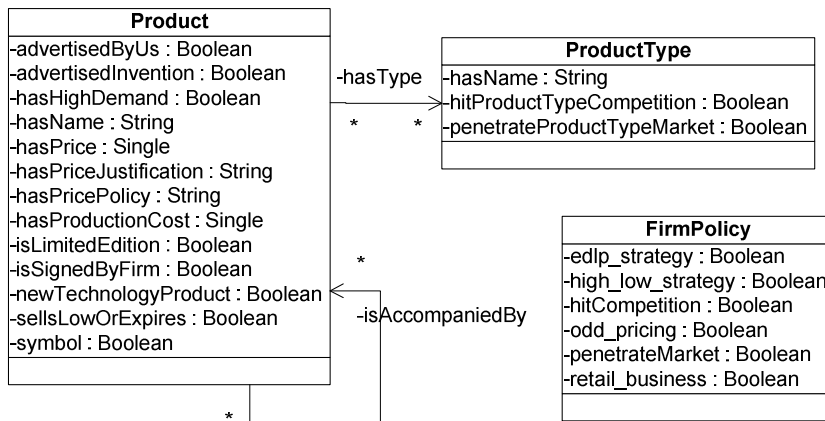 Product
-advertisedByUs : Boolean
-advertisedInvention : Boolean
-hasHighDemand : Boolean
-hasName : String
-hasPrice : Single
-hasPriceJustification : String
-hasPricePolicy : String
-hasProductionCost : Single
-isLimitedEdition : Boolean
-isSignedByFirm : Boolean
-newTechnologyProduct : Boolean
-sellsLowOrExpires : Boolean
-symbol : Boolean
-hasType
* *
ProductType
-hasName : String
-hitProductTypeCompetition : Boolean
-penetrateProductTypeMarket : Boolean
*
-isAccompaniedBy
*
FirmPolicy
-edlp_strategy : Boolean
-high_low_strategy : Boolean
-hitCompetition : Boolean
-odd_pricing : Boolean
-penetrateMarket : Boolean
-retail_business : Boolean